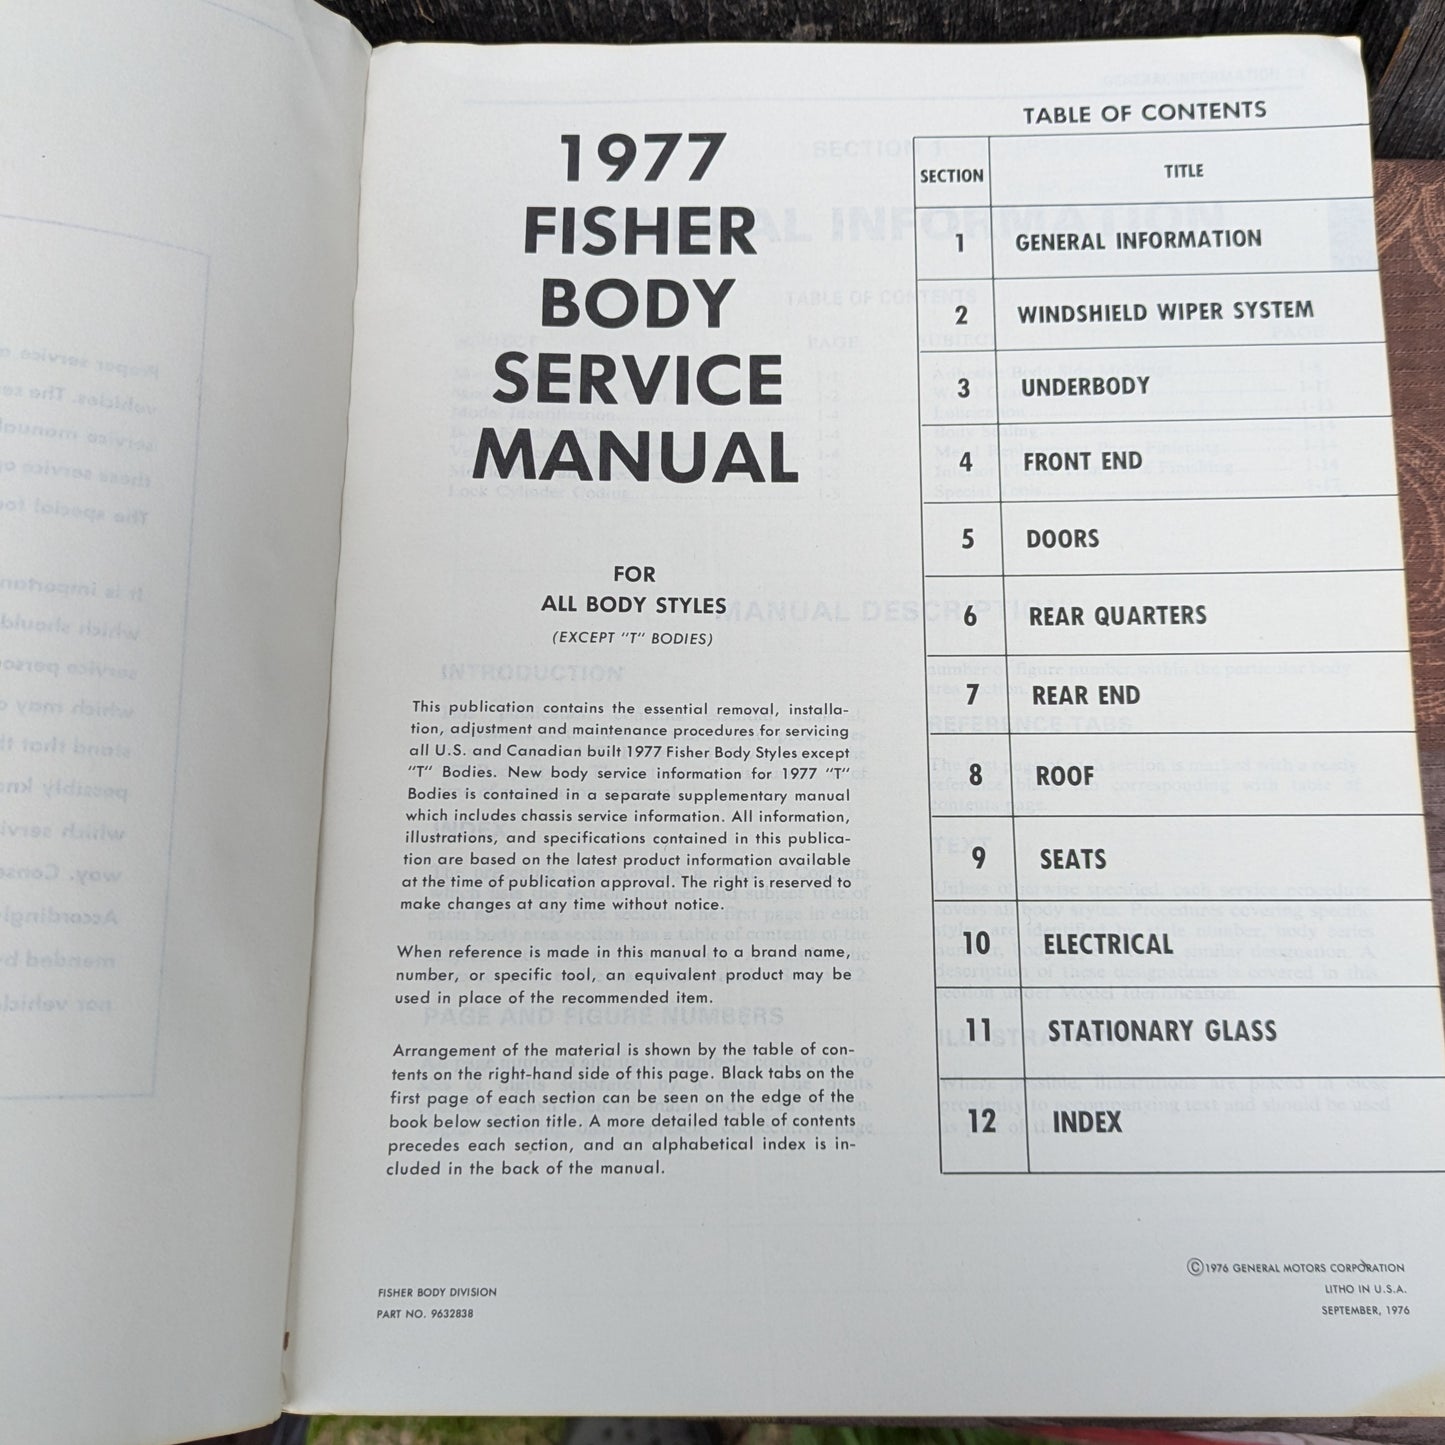 1977
FISHER
BODY
SERVICE
MANUAL
FOR
ALL BODY STYLES
(EXCEPT "T" BODIES)
This publication contains the essential removal, installa-
tion, adjustment and maintenance procedures for servicing
all U.S. and Canadian built 1977 Fisher Body Styles except
"T" Bodies. New body service information for 1977 "T"
Bodies is contained in a separate supplementary manual
which includes chassis service information. All information,
illustrations, and specifications contained in this publica-
tion are based on the latest product information available
at the time of publication approval. The right is reserved to
make changes at any time without notice.
When reference is made in this manual to a brand name,
number, or specific tool, an equivalent product may be
used in place of the recommended item.
Arrangement of the material is shown by the table of con-
tents on the right-hand side of this page. Black tabs on the
first page of each section can be seen on the edge of the
book below section title. A more detailed table of contents
precedes each section, and an alphabetical index is in-
cluded in the back of the manual.
FISHER BODY DIVISION
PART NO. 9632838
TABLE OF CONTENTS
SECTION TITLE
1 GENERAL INFORMATION
2 WINDSHIELD WIPER SYSTEM
3 UNDERBODY
4 FRONT END
5 DOORS
6 REAR QUARTERS
7 REAR END
8 ROOF
9 SEATS
10 ELECTRICAL
11 STATIONARY GLASS
12 INDEX
©1976 GENERAL MOTORS CORPORATION
LITHO IN U.S.A.
SEPTEMBER, 1976